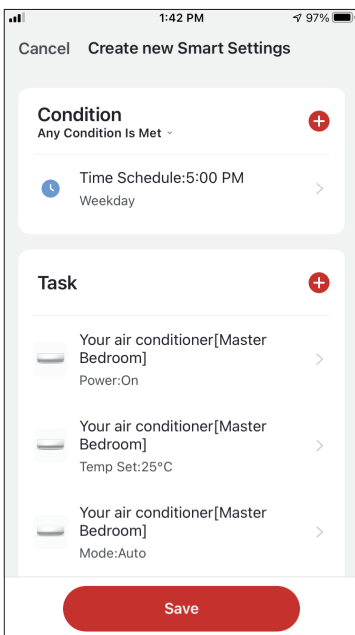 1:42 PM
97%
Cancel Create new Smart Settings
Condition
Any Condition Is Met
Time Schedule:5:00 PM
Weekday
Task
Your air conditioner[Master
Bedroom]
Power:On
Your air conditioner[Master
Bedroom]
Temp Set:25°C
Your air conditioner[Master
Bedroom]
Mode:Auto
Save